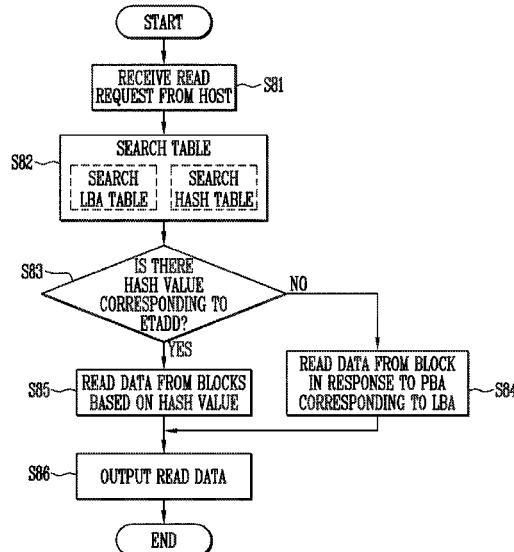 START
RECEIVE READ
REQUEST FROM HOST
S81
SEARCH TABLE
S82
SEARCH
LBA TABLE
SEARCH
HASH TABLE
S83
IS THERE
HASH VALUE
CORRESPONDING TO
ETADD?
NO
YES
S85
READ DATA FROM BLOCKS
BASED ON HASH VALUE
READ DATA FROM BLOCK
IN RESPONSE TO PBA
CORRESPONDING TO LBA
S84
S86
OUTPUT READ DATA
END